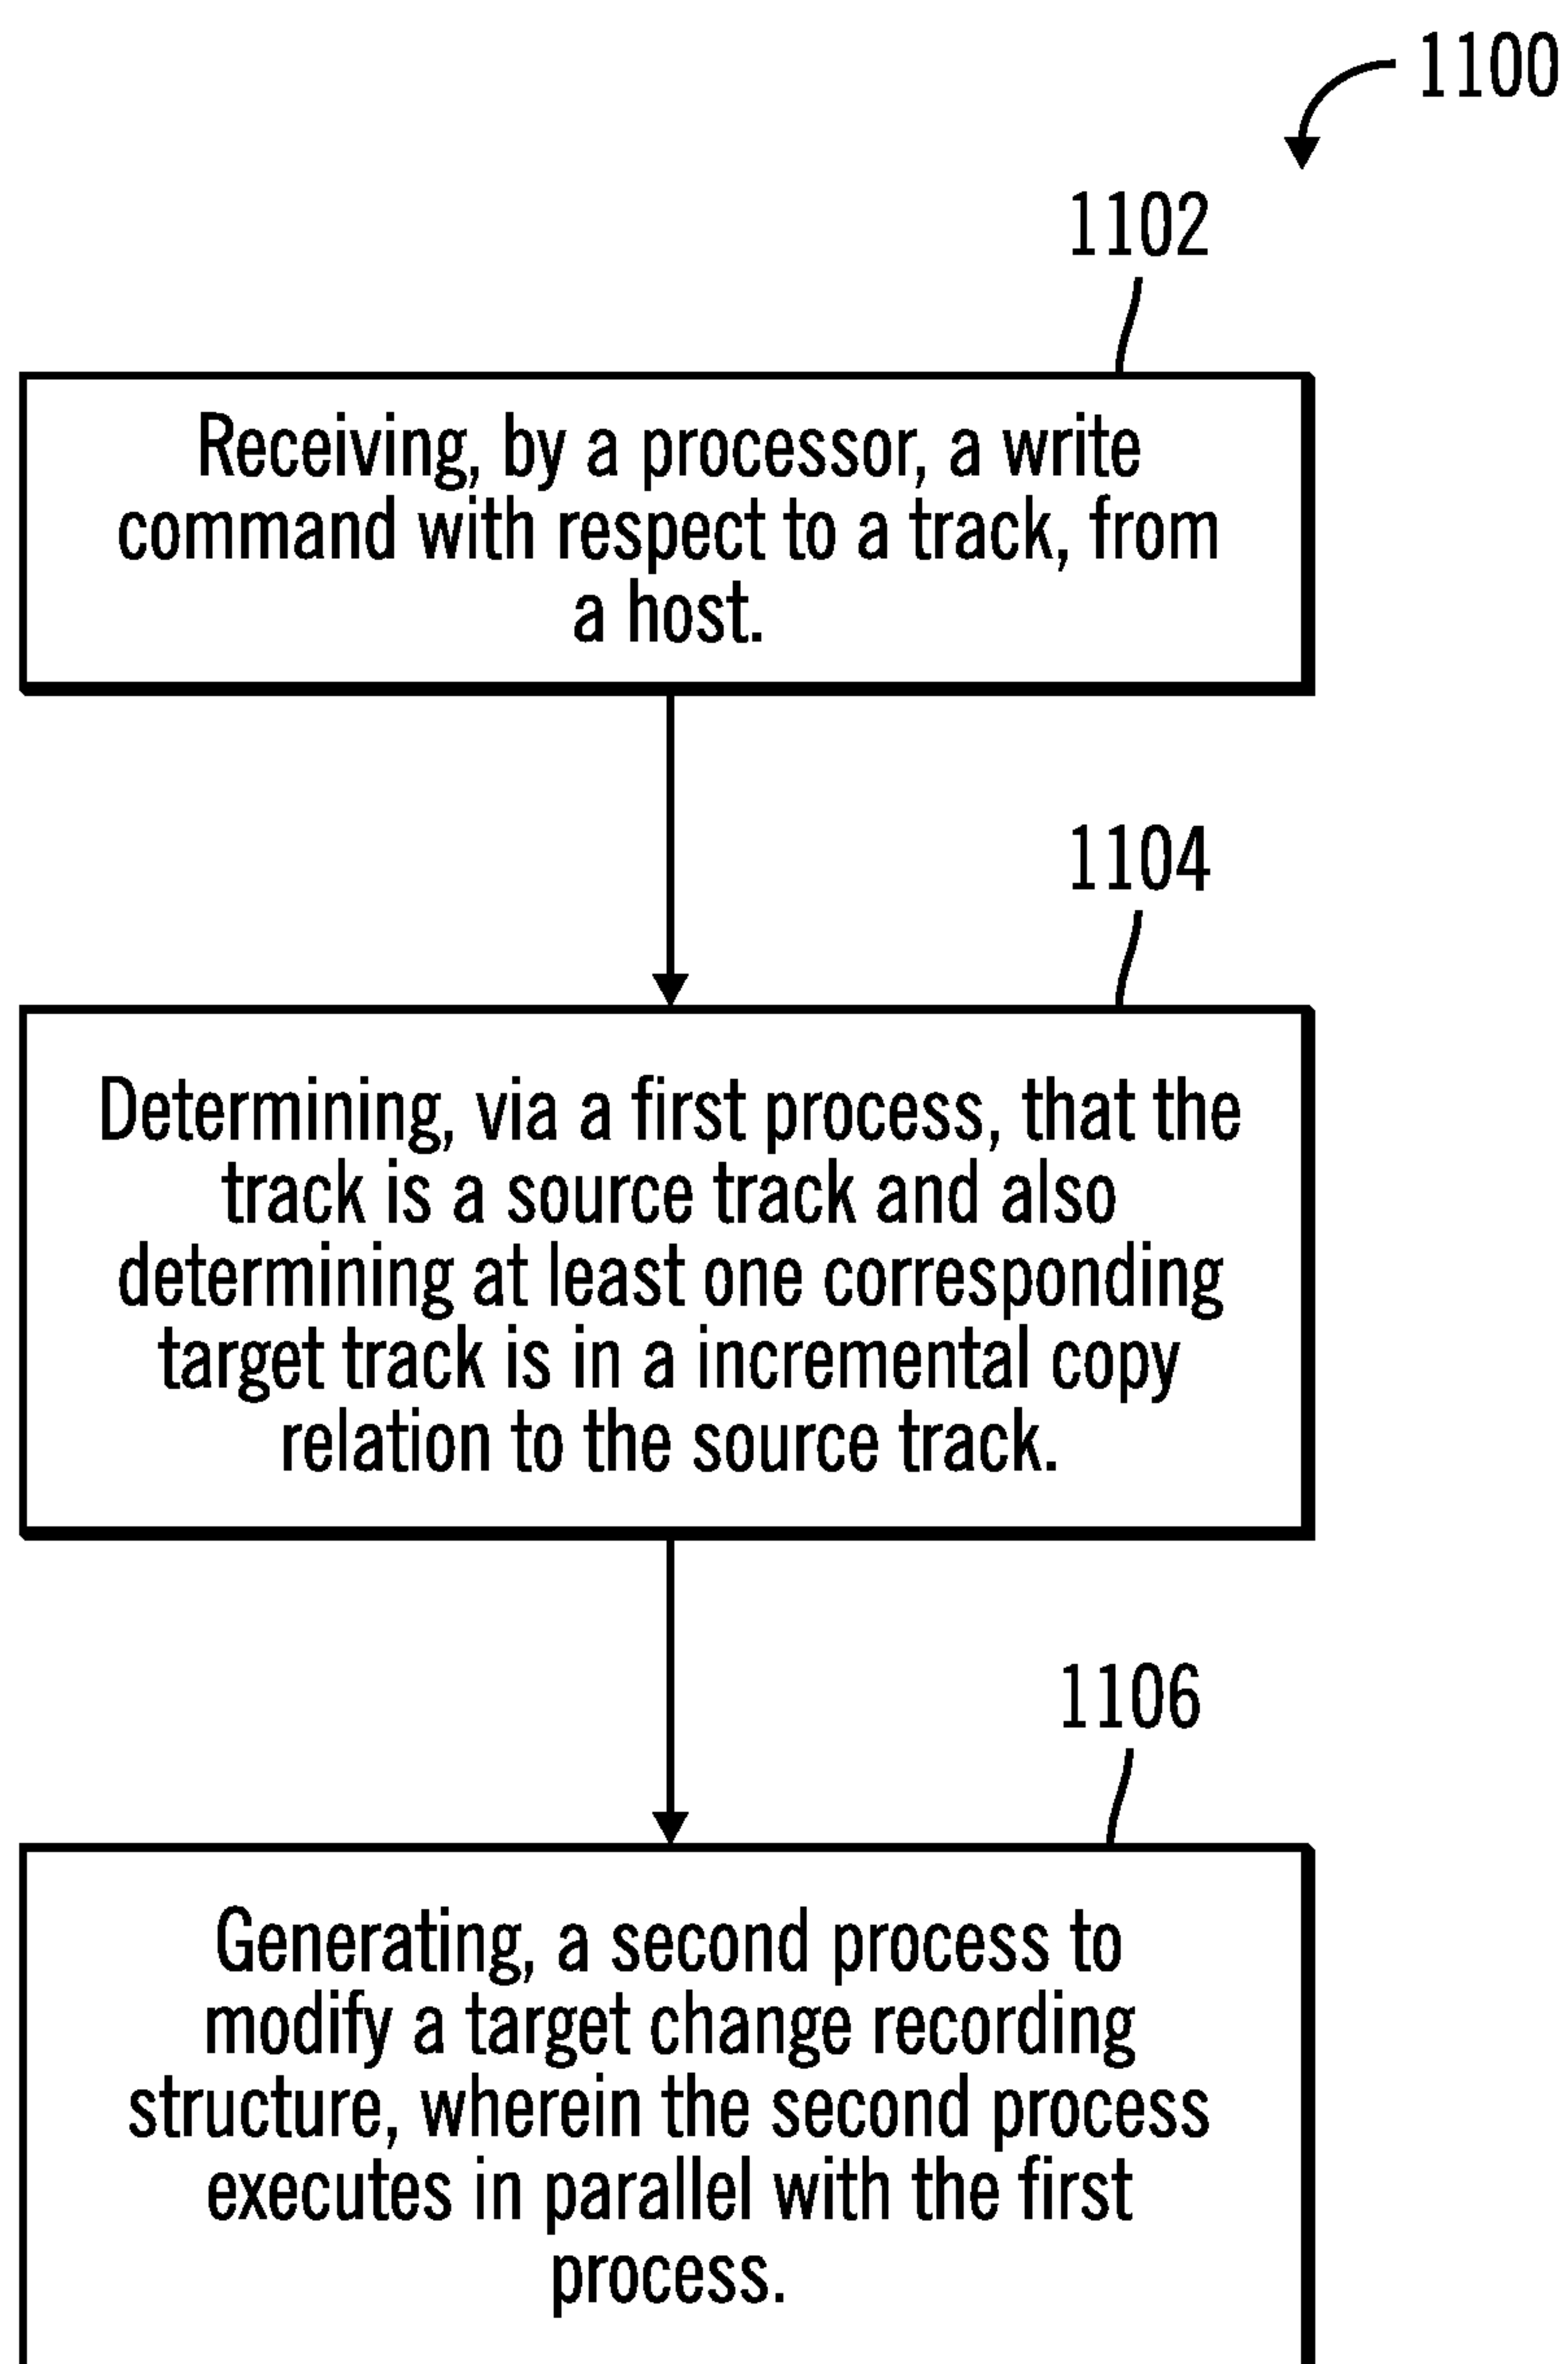 1100
1102
Receiving, by a processor, a write
command with respect to a track, from
a host.
1104
Determining, via a first process, that the
track is a source track and also
determining at least one corresponding
target track is in a incremental copy
relation to the source track.
1106
Generating, a second process to
modify a target change recording
structure, wherein the second process
executes in parallel with the first
process.